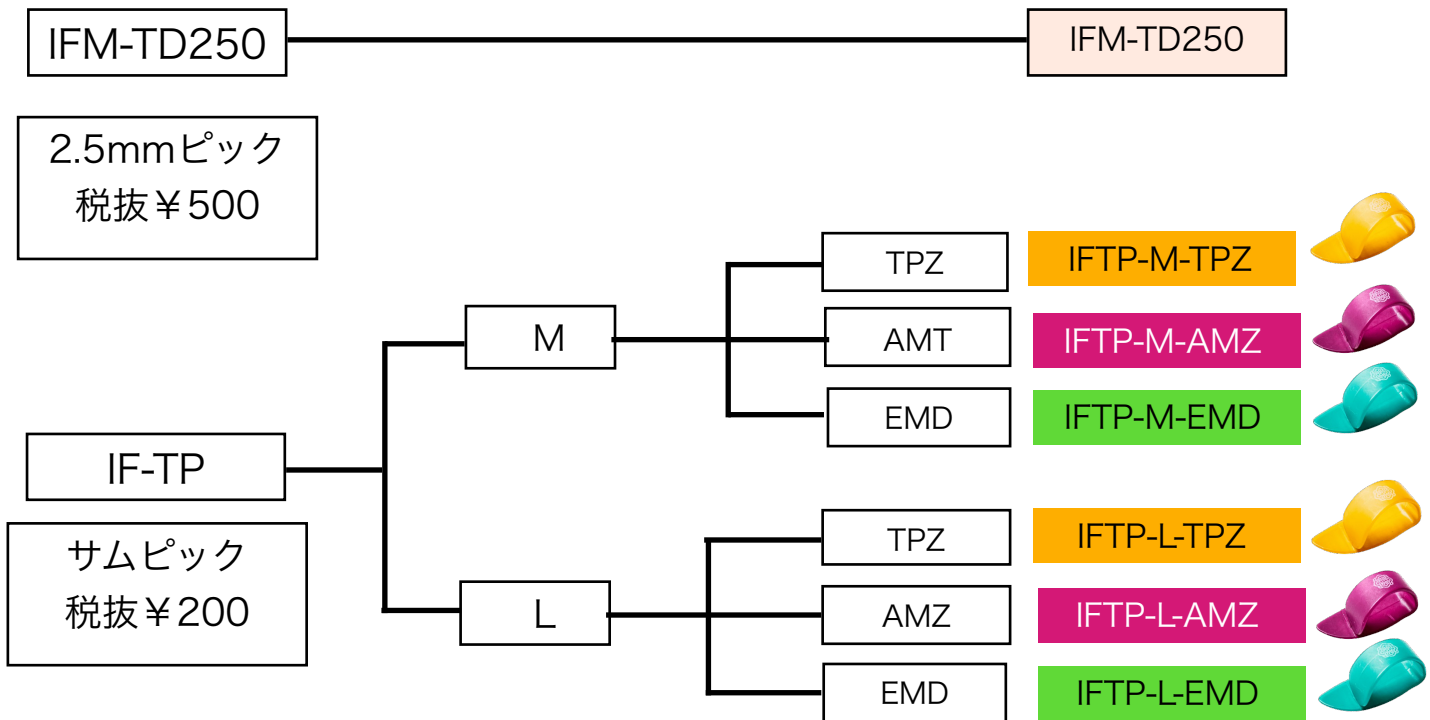 IFM-TD250
IFM-TD250
2.5mmピック
税抜￥500
TPZ
IFTP-M-TPZ
M
AMT
IFTP-M-AMZ
EMD
IFTP-M-EMD
IF-TP
サムピック
税抜￥200
TPZ
IFTP-L-TPZ
L
AMZ
IFTP-L-AMZ
EMD
IFTP-L-EMD